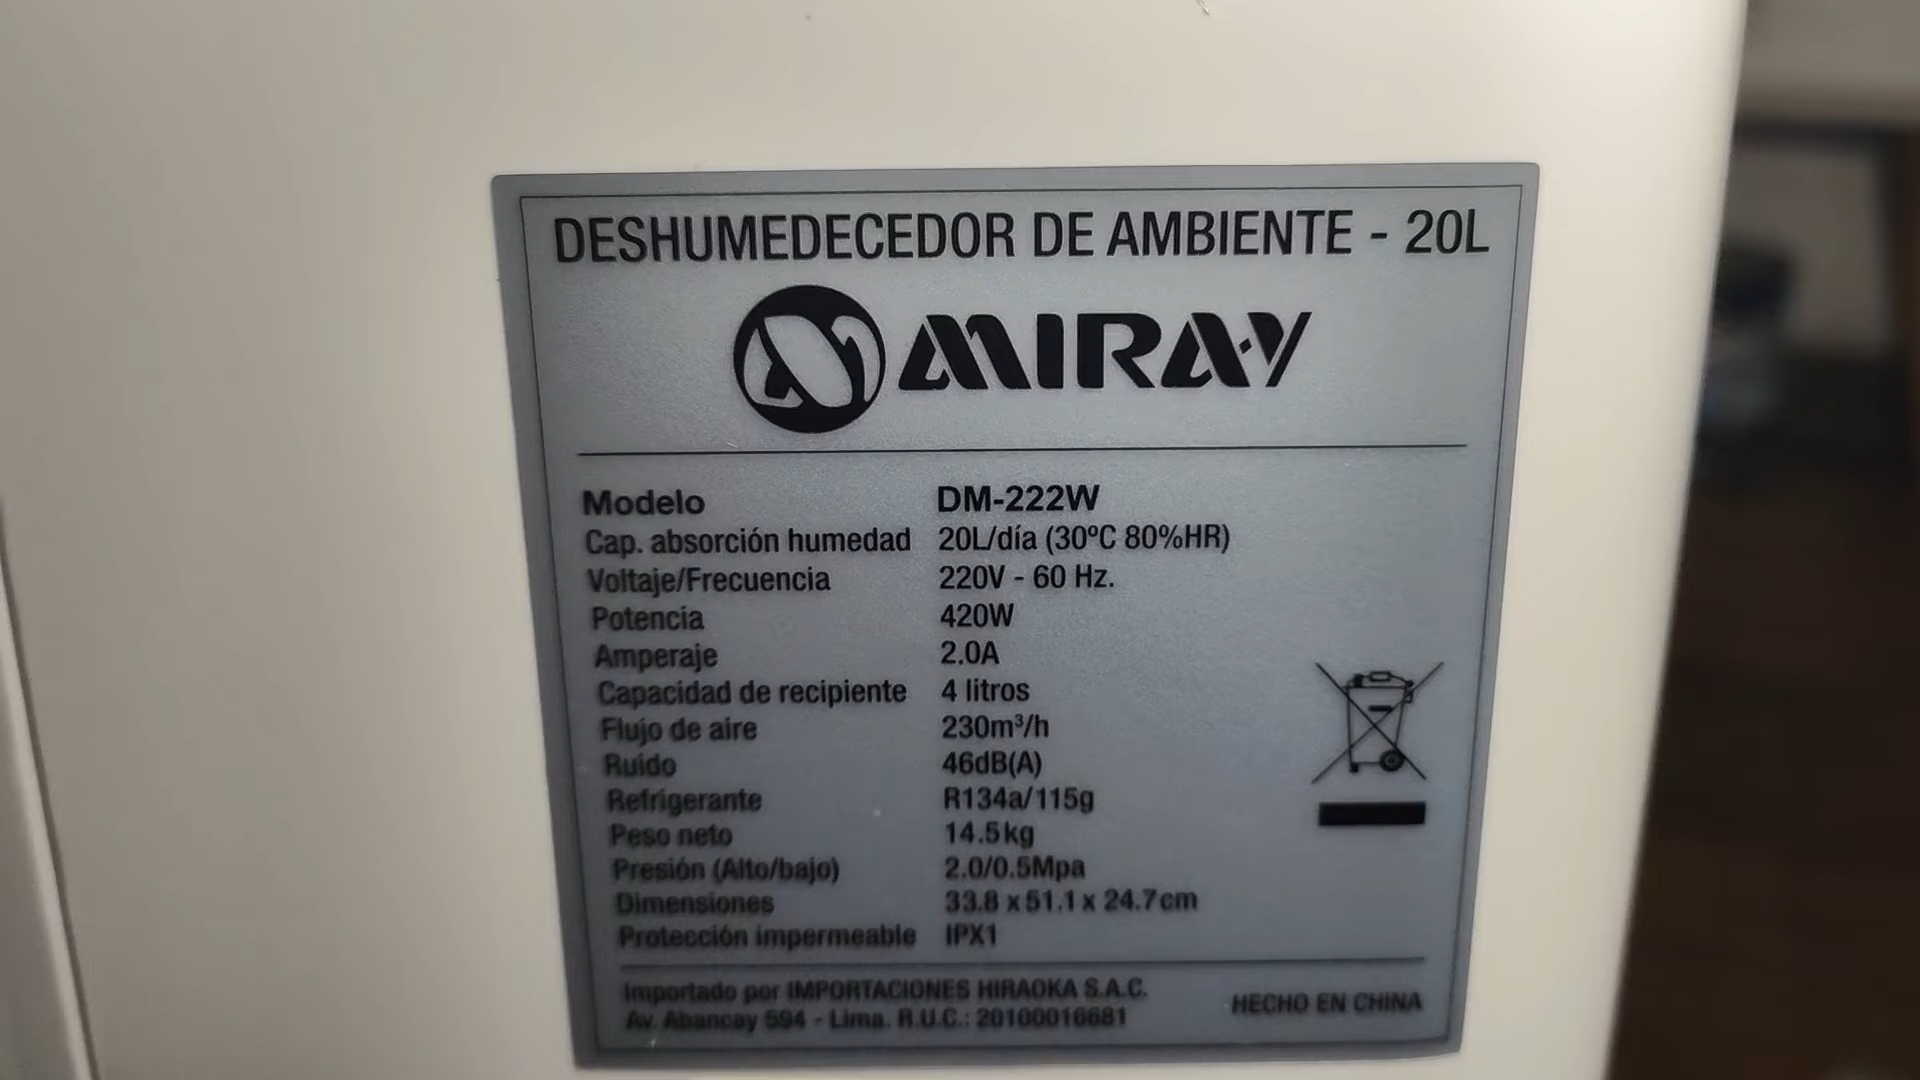 DESHUMEDECEDOR DE AMBIENTE - 20L
MIRAY
Modelo DM-222W
Cap. absorción humedad 20L/día (30ºC 80%HR)
Voltaje/Frecuencia 220V - 60 Hz.
Potencia 420W
Amperaje 2.0A
Capacidad de recipiente 4 litros
Flujo de aire 230m³/h
Ruido 46dB(A)
Refrigerante R134a/115g
Peso neto 14.5kg
Presión (Alto/bajo) 2.0/0.5Mpa
Dimensiones 33.8 x 51.1 x 24.7cm
Protección impermeable IPX1
Importado por IMPORTACIONES HIRAOKA S.A.C.
Av. Abancay 594 - Lima. R.U.C.: 20100016681
HECHO EN CHINA